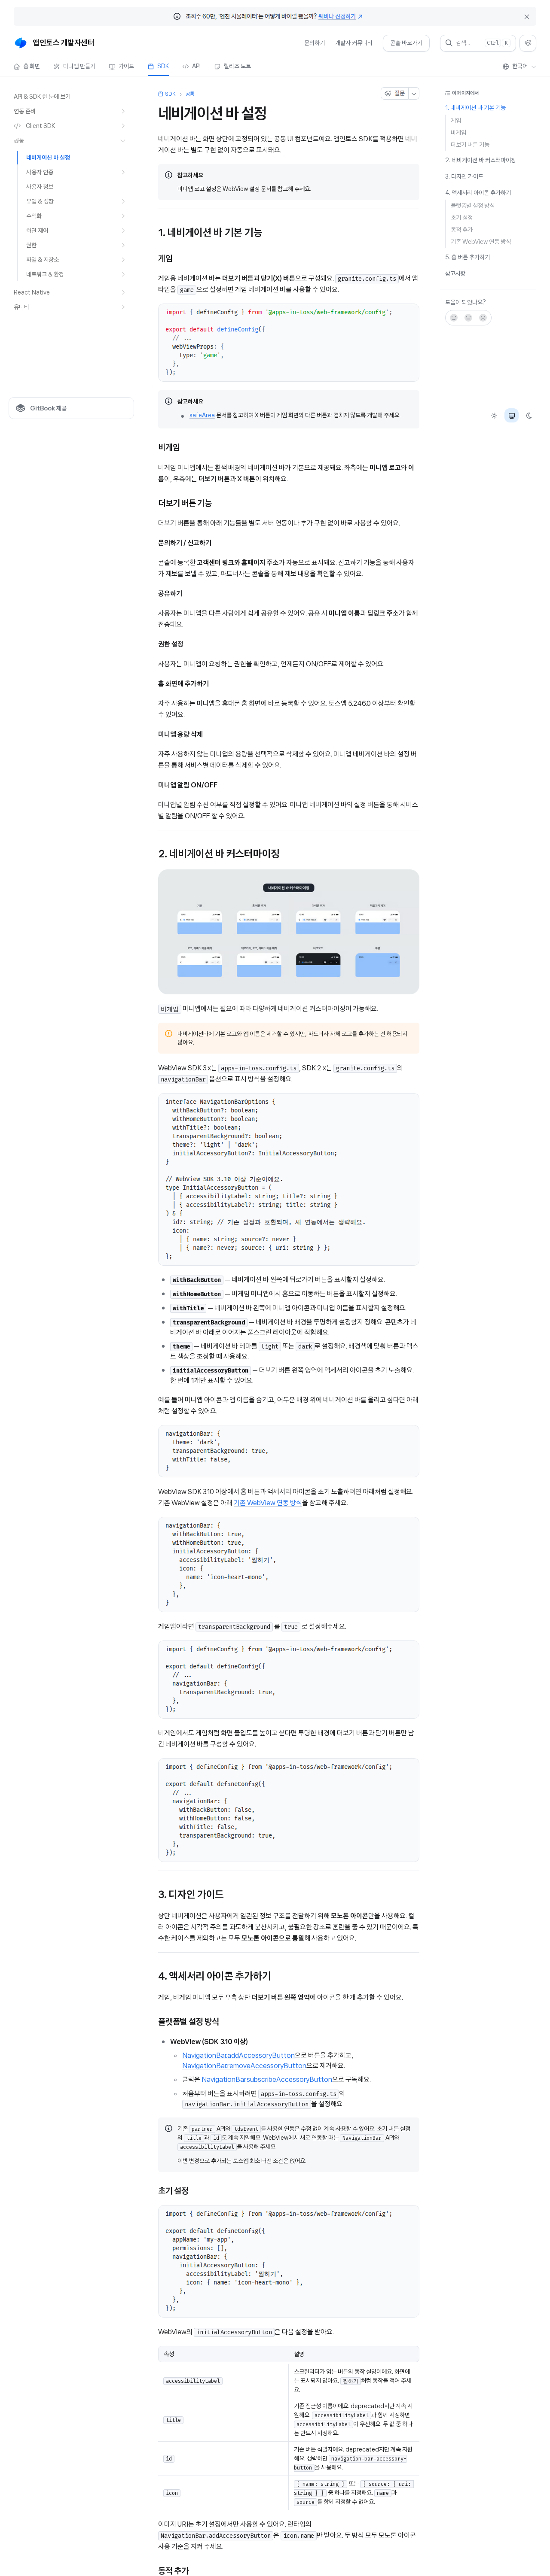 조회수 60만, '연진 시뮬레이터'는 어떻게 바이럴 됐을까? 웨비나 신청하기 ↗
앱인토스 개발자센터
문의하기
개발자 커뮤니티
콘솔 바로가기
검색...
Ctrl K
홈 화면
미니앱 만들기
가이드
SDK
API
릴리즈 노트
한국어
API & SDK 한 눈에 보기
연동 준비
Client SDK
공통
네비게이션 바 설정
사용자 인증
사용자 정보
유입 & 성장
수익화
화면 제어
권한
파일 & 저장소
네트워크 & 환경
React Native
유니티
GitBook 제공
SDK > 공통
질문
네비게이션 바 설정
네비게이션 바는 화면 상단에 고정되어 있는 공통 UI 컴포넌트예요. 앱인토스 SDK를 적용하면 네비
게이션 바는 별도 구현 없이 자동으로 표시돼요.
참고하세요
미니앱 로고 설정은 WebView 설정 문서를 참고해 주세요.
1. 네비게이션 바 기본 기능
게임
게임용 네비게이션 바는 더보기 버튼과 닫기(X) 버튼으로 구성돼요. granite.config.ts 에서 앱
타입을 game 으로 설정하면 게임 네비게이션 바를 사용할 수 있어요.
import { defineConfig } from '@apps-in-toss/web-framework/config';
export default defineConfig({
// ...
webViewProps: {
type: 'game',
},
});
참고하세요
safeArea 문서를 참고하여 X 버튼이 게임 화면의 다른 버튼과 겹치지 않도록 개발해 주세요.
비게임
비게임 미니앱에서는 흰색 배경의 네비게이션 바가 기본으로 제공돼요. 좌측에는 미니앱 로고와 이
름이, 우측에는 더보기 버튼과 X 버튼이 위치해요.
더보기 버튼 기능
더보기 버튼을 통해 아래 기능들을 별도 서버 연동이나 추가 구현 없이 바로 사용할 수 있어요.
문의하기 / 신고하기
콘솔에 등록한 고객센터 링크와 홈페이지 주소가 자동으로 표시돼요. 신고하기 기능을 통해 사용자
가 제보를 보낼 수 있고, 파트너사는 콘솔을 통해 제보 내용을 확인할 수 있어요.
공유하기
사용자는 미니앱을 다른 사람에게 쉽게 공유할 수 있어요. 공유 시 미니앱 이름과 딥링크 주소가 함께
전송돼요.
권한 설정
사용자는 미니앱이 요청하는 권한을 확인하고, 언제든지 ON/OFF로 제어할 수 있어요.
홈 화면에 추가하기
자주 사용하는 미니앱을 휴대폰 홈 화면에 바로 등록할 수 있어요. 토스앱 5.246.0 이상부터 확인할
수 있어요.
미니앱 용량 삭제
자주 사용하지 않는 미니앱의 용량을 선택적으로 삭제할 수 있어요. 미니앱 네비게이션 바의 설정 버
튼을 통해 서비스별 데이터를 삭제할 수 있어요.
미니앱 알림 ON/OFF
미니앱별 알림 수신 여부를 직접 설정할 수 있어요. 미니앱 네비게이션 바의 설정 버튼을 통해 서비스
별 알림을 ON/OFF 할 수 있어요.
2. 네비게이션 바 커스터마이징
네비게이션 바 커스터마이징
비게임 미니앱에서는 필요에 따라 다양하게 네비게이션 커스터마이징이 가능해요.
네비게이션바에 기본 로고와 앱 이름은 제거할 수 있지만, 파트너사 자체 로고를 추가하는 건 허용되지
않아요.
WebView SDK 3.x는 apps-in-toss.config.ts , SDK 2.x는 granite.config.ts 의
navigationBar 옵션으로 표시 방식을 설정해요.
interface NavigationBarOptions {
withBackButton?: boolean;
withHomeButton?: boolean;
withTitle?: boolean;
transparentBackground?: boolean;
theme?: 'light' | 'dark';
initialAccessoryButton?: InitialAccessoryButton;
}
// WebView SDK 3.10 이상 기준이에요.
type InitialAccessoryButton = (
| { accessibilityLabel: string; title?: string }
| { accessibilityLabel?: string; title: string }
) & {
id?: string; // 기존 설정과 호환되며, 새 연동에서는 생략해요.
icon:
| { name: string; source?: never }
| { name?: never; source: { uri: string } };
};
withBackButton — 네비게이션 바 왼쪽에 뒤로가기 버튼을 표시할지 설정해요.
withHomeButton — 비게임 미니앱에서 홈으로 이동하는 버튼을 표시할지 설정해요.
withTitle — 네비게이션 바 왼쪽에 미니앱 아이콘과 미니앱 이름을 표시할지 설정해요.
transparentBackground — 네비게이션 바 배경을 투명하게 설정할지 정해요. 콘텐츠가 네
비게이션 바 아래로 이어지는 풀스크린 레이아웃에 적합해요.
theme — 네비게이션 바 테마를 light 또는 dark 로 설정해요. 배경색에 맞춰 버튼과 텍스
트 색상을 조정할 때 사용해요.
initialAccessoryButton — 더보기 버튼 왼쪽 영역에 액세서리 아이콘을 초기 노출해요.
한 번에 1개만 표시할 수 있어요.
예를 들어 미니앱 아이콘과 앱 이름을 숨기고, 어두운 배경 위에 네비게이션 바를 올리고 싶다면 아래
처럼 설정할 수 있어요.
navigationBar: {
theme: 'dark',
transparentBackground: true,
withTitle: false,
}
WebView SDK 3.10 이상에서 홈 버튼과 액세서리 아이콘을 초기 노출하려면 아래처럼 설정해요.
기존 WebView 설정은 아래 기존 WebView 연동 방식을 참고해 주세요.
navigationBar: {
withBackButton: true,
withHomeButton: true,
initialAccessoryButton: {
accessibilityLabel: '찜하기',
icon: {
name: 'icon-heart-mono',
},
},
}
게임앱이라면 transparentBackground 를 true 로 설정해주세요.
import { defineConfig } from '@apps-in-toss/web-framework/config';
export default defineConfig({
// ...
navigationBar: {
transparentBackground: true,
},
});
비게임에서도 게임처럼 화면 몰입도를 높이고 싶다면 투명한 배경에 더보기 버튼과 닫기 버튼만 남
긴 네비게이션 바를 구성할 수 있어요.
import { defineConfig } from '@apps-in-toss/web-framework/config';
export default defineConfig({
// ...
navigationBar: {
withBackButton: false,
withHomeButton: false,
withTitle: false,
transparentBackground: true,
},
});
3. 디자인 가이드
상단 네비게이션은 사용자에게 일관된 정보 구조를 전달하기 위해 모노톤 아이콘만을 사용해요. 컬
러 아이콘은 시각적 주의를 과도하게 분산시키고, 불필요한 강조로 혼란을 줄 수 있기 때문이에요. 특
수한 케이스를 제외하고는 모두 모노톤 아이콘으로 통일해 사용하고 있어요.
4. 액세서리 아이콘 추가하기
게임, 비게임 미니앱 모두 우측 상단 더보기 버튼 왼쪽 영역에 아이콘을 한 개 추가할 수 있어요.
플랫폼별 설정 방식
WebView (SDK 3.10 이상)
NavigationBar.addAccessoryButton으로 버튼을 추가하고,
NavigationBar.removeAccessoryButton으로 제거해요.
클릭은 NavigationBar.subscribeAccessoryButton으로 구독해요.
처음부터 버튼을 표시하려면 apps-in-toss.config.ts 의
navigationBar.initialAccessoryButton 을 설정해요.
기존 partner API와 tdsEvent 를 사용한 연동은 수정 없이 계속 사용할 수 있어요. 초기 버튼 설정
의 title 과 id 도 계속 지원해요. WebView에서 새로 연동할 때는 NavigationBar API와
accessibilityLabel 을 사용해 주세요.
이번 변경으로 추가되는 토스앱 최소 버전 조건은 없어요.
초기 설정
import { defineConfig } from '@apps-in-toss/web-framework/config';
export default defineConfig({
appName: 'my-app',
permissions: [],
navigationBar: {
initialAccessoryButton: {
accessibilityLabel: '찜하기',
icon: { name: 'icon-heart-mono' },
},
},
});
WebView의 initialAccessoryButton 은 다음 설정을 받아요.
속성 설명
accessibilityLabel 스크린리더가 읽는 버튼의 동작 설명이에요. 화면에
는 표시되지 않아요. 찜하기 처럼 동작을 적어 주세
요.
title 기존 접근성 이름이에요. deprecated지만 계속 지
원해요. accessibilityLabel 과 함께 지정하면
accessibilityLabel 이 우선해요. 두 값 중 하나
는 반드시 지정해요.
id 기존 버튼 식별자예요. deprecated지만 계속 지원
해요. 생략하면 navigation-bar-accessory-
button 을 사용해요.
icon { name: string } 또는 { source: { uri:
string } } 중 하나를 지정해요. name 과
source 를 함께 지정할 수 없어요.
이미지 URI는 초기 설정에서만 사용할 수 있어요. 런타임의
NavigationBar.addAccessoryButton 은 icon.name 만 받아요. 두 방식 모두 모노톤 아이콘
사용 기준을 지켜 주세요.
동적 추가
이 페이지에서
1. 네비게이션 바 기본 기능
게임
비게임
더보기 버튼 기능
2. 네비게이션 바 커스터마이징
3. 디자인 가이드
4. 액세서리 아이콘 추가하기
플랫폼별 설정 방식
초기 설정
동적 추가
기존 WebView 연동 방식
5. 홈 버튼 추가하기
참고사항
도움이 되었나요?